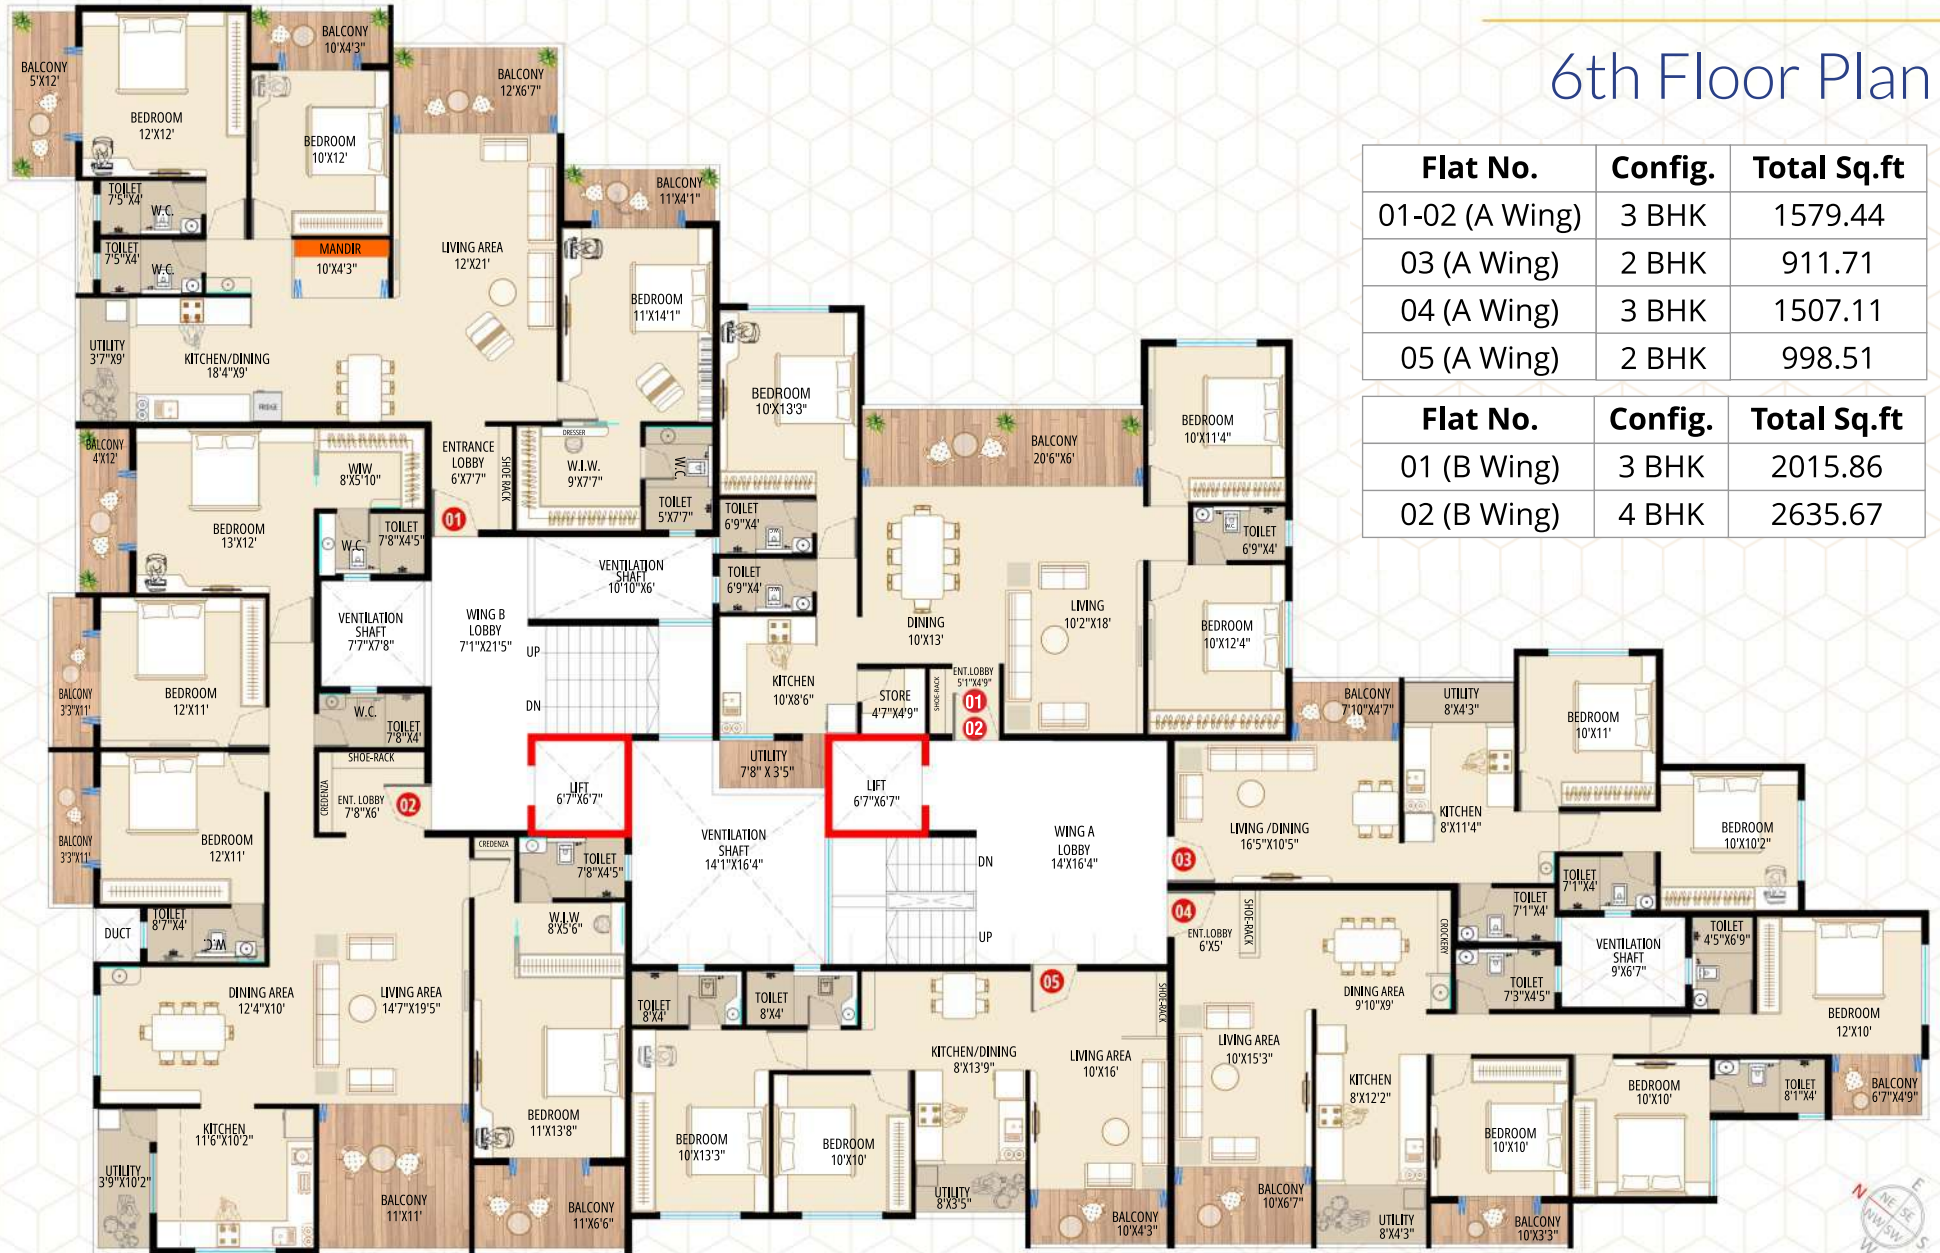 6th Floor Plan
Flat No. Config. Total Sq.ft
01-02 (A Wing) 3 BHK 1579.44
03 (A Wing) 2 BHK 911.71
04 (A Wing) 3 BHK 1507.11
05 (A Wing) 2 BHK 998.51
Flat No. Config. Total Sq.ft
01 (B Wing) 3 BHK 2015.86
02 (B Wing) 4 BHK 2635.67
BALCONY
5'X12'
BEDROOM
12'X12'
BALCONY
10'X4'3"
BEDROOM
10'X12'
BALCONY
12'X6'7"
TOILET
7'5"X4'
W.C.
TOILET
7'5"X4'
W.C.
MANDIR
10'X4'3"
LIVING AREA
12'X21'
BALCONY
11'X4'1"
BEDROOM
11'X14'1"
UTILITY
3'7"X9'
KITCHEN/DINING
18'4"X9'
FRIDGE
ENTRANCE
LOBBY
6'X7'7"
SHOE RACK
01
DRESSER
W.I.W.
9'X7'7"
W.C.
TOILET
5'X7'7"
BALCONY
4'X12'
BEDROOM
13'X12'
WIW
8'X5'10"
W.C.
TOILET
7'8"X4'5"
VENTILATION
SHAFT
7'7"X7'8"
WING B
LOBBY
7'1"X21'5"
VENTILATION
SHAFT
10'10"X6'
UP
DN
BALCONY
3'3"X11'
BEDROOM
12'X11'
W.C.
TOILET
7'8"X4'
SHOE-RACK
CREDENZA
ENT. LOBBY
7'8"X6'
02
LIFT
6'7"X6'7"
BALCONY
3'3"X11'
BEDROOM
12'X11'
DUCT
TOILET
8'7"X4'
W.C.
DINING AREA
12'4"X10'
LIVING AREA
14'7"X19'5"
CREDENZA
TOILET
7'8"X4'5"
W.I.W
8'X5'6"
BEDROOM
11'X13'8"
KITCHEN
11'6"X10'2"
UTILITY
3'9"X10'2"
BALCONY
11'X11'
BALCONY
11'X6'6"
BEDROOM
10'X13'3"
TOILET
6'9"X4'
TOILET
6'9"X4'
KITCHEN
10'X8'6"
UTILITY
7'8" X 3'5"
BALCONY
20'6"X6'
DINING
10'X13'
LIVING
10'2"X18'
STORE
4'7"X4'9"
SHOE-RACK
ENT.LOBBY
5'1"X4'9"
01
02
BEDROOM
10'X11'4"
W.C.
TOILET
6'9"X4'
BEDROOM
10'X12'4"
VENTILATION
SHAFT
14'1"X16'4"
LIFT
6'7"X6'7"
WING A
LOBBY
14'X16'4"
DN
UP
BALCONY
7'10"X4'7"
UTILITY
8'X4'3"
BEDROOM
10'X11'
LIVING /DINING
16'5"X10'5"
KITCHEN
8'X11'4"
BEDROOM
10'X10'2"
03
TOILET
7'1"X4'
TOILET
7'1"X4'
04
ENT.LOBBY
6'X5'
SHOE-RACK
CROCKERY
DINING AREA
9'10"X9'
TOILET
7'3"X4'5"
VENTILATION
SHAFT
9'X6'7"
TOILET
4'5"X6'9"
BEDROOM
12'X10'
LIVING AREA
10'X15'3"
KITCHEN
8'X12'2"
BEDROOM
10'X10'
BEDROOM
10'X10'
TOILET
8'1"X4'
BALCONY
6'7"X4'9"
BALCONY
10'X6'7"
UTILITY
8'X4'3"
BALCONY
10'X3'3"
05
SHOE-RACK
TOILET
8'X4'
TOILET
8'X4'
KITCHEN/DINING
8'X13'9"
LIVING AREA
10'X16'
BEDROOM
10'X13'3"
BEDROOM
10'X10'
UTILITY
8'X3'5"
BALCONY
10'X4'3"
N
NE
E
SE
S
SW
W
NW